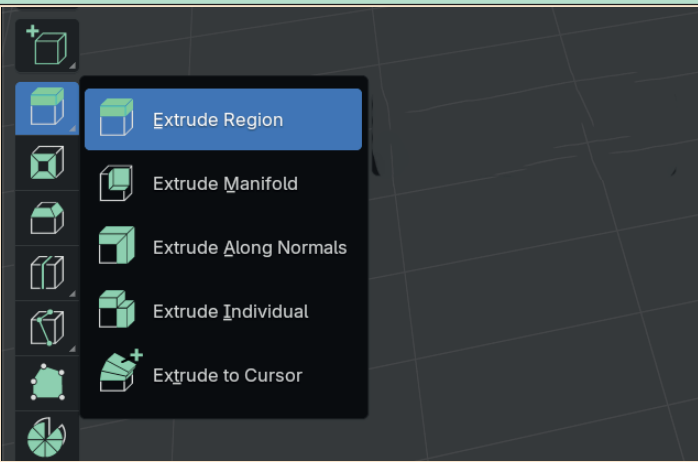 Extrude Region
Extrude Manifold
Extrude Along Normals
Extrude Individual
Extrude to Cursor